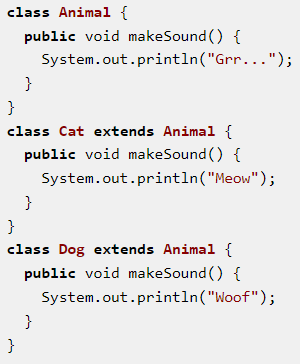 class Animal {
  public void makeSound() {
    System.out.println("Grr...");
  }
}
class Cat extends Animal {
  public void makeSound() {
    System.out.println("Meow");
  }
}
class Dog extends Animal {
  public void makeSound() {
    System.out.println("Woof");
  }
}